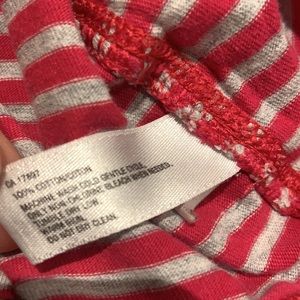 CA 17897
100% COTTON/COTON
MACHINE WASH COLD GENTLE CYCLE.
ONLY NON-CHLORINE BLEACH WHEN NEEDED.
TUMBLE DRY LOW.
WARM IRON.
DO NOT DRY CLEAN.